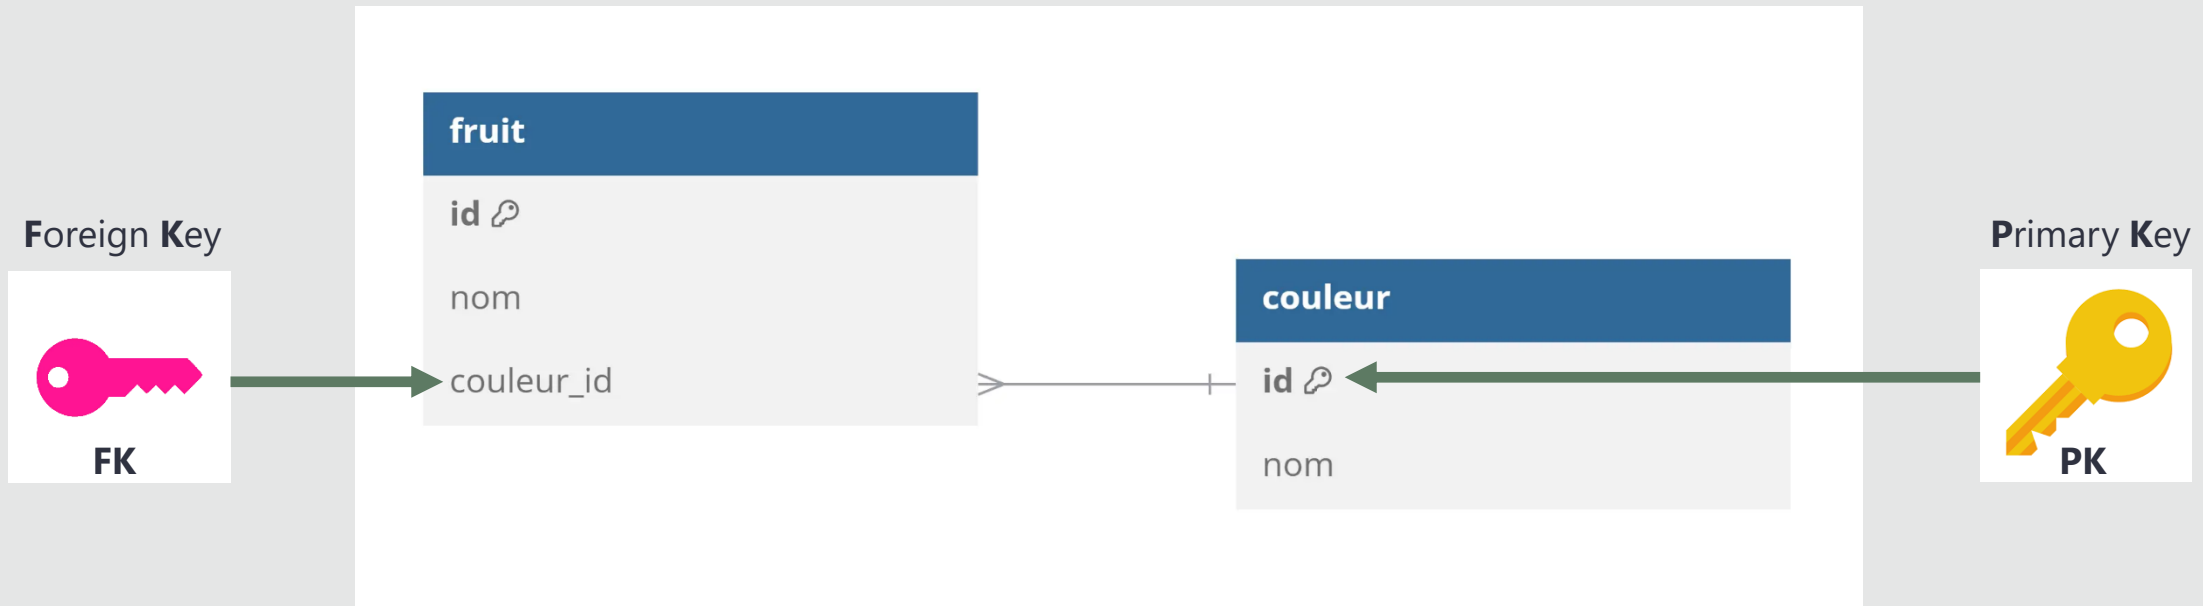 Foreign Key
FK
fruit
id
nom
couleur_id
couleur
id
nom
Primary Key
PK